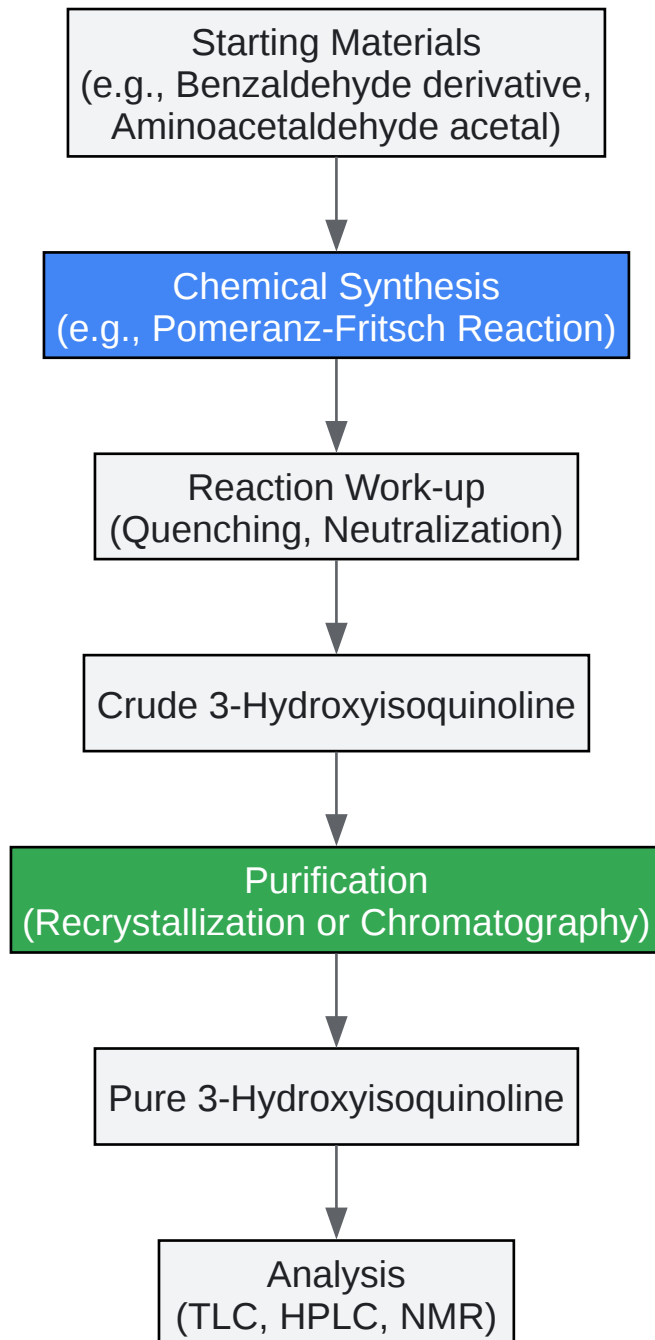 Starting Materials
(e.g., Benzaldehyde derivative,
Aminoacetaldehyde acetal)
Chemical Synthesis
(e.g., Pomeranz-Fritsch Reaction)
Reaction Work-up
(Quenching, Neutralization)
Crude 3-Hydroxyisoquinoline
Purification
(Recrystallization or Chromatography)
Pure 3-Hydroxyisoquinoline
Analysis
(TLC, HPLC, NMR)